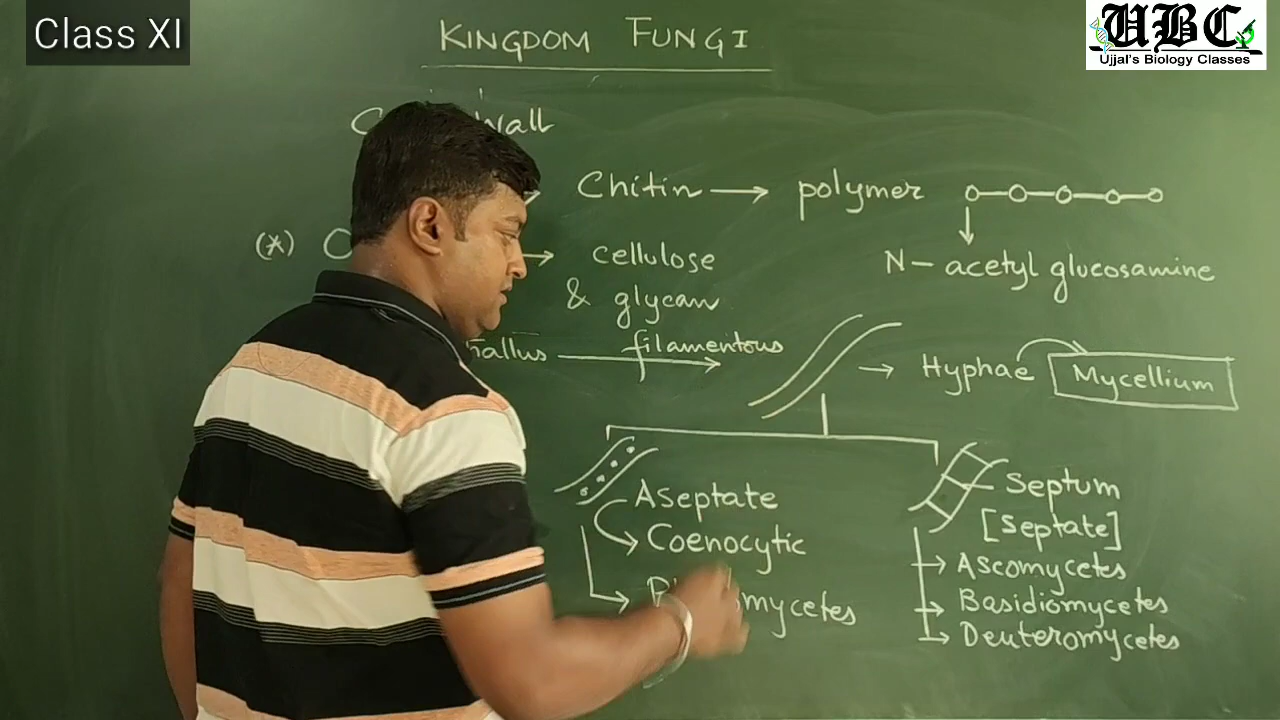 Class XI
UBC
Ujjal's Biology Classes
KINGDOM FUNGI
wall
Chitin → polymer
(*)
→ cellulose
& glycan
N- acetyl glucosamine
filamentous
→ Hyphae
Mycellium
Aseptate
Coenocytic
Septum
[Septate]
Ascomycetes
Basidiomycetes
Deuteromycetes